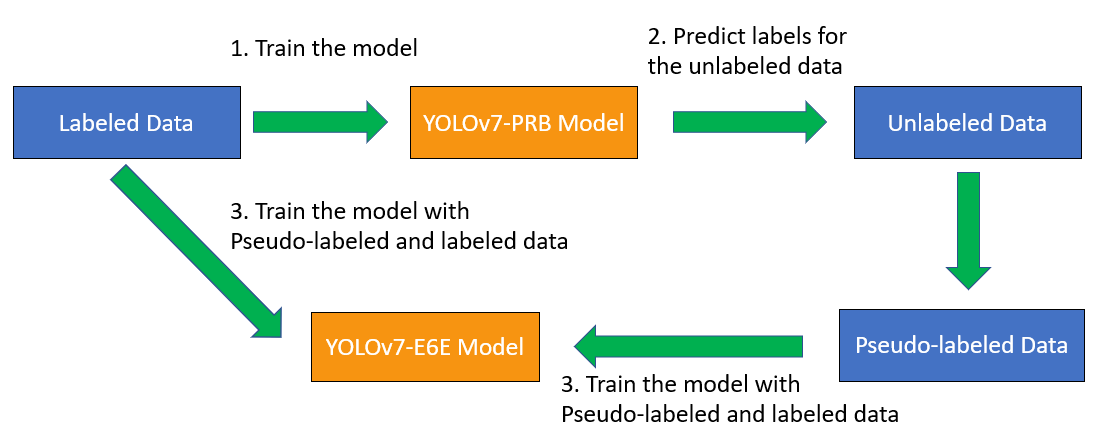 1. Train the model
2. Predict labels for
the unlabeled data
Labeled Data
YOLOv7-PRB Model
Unlabeled Data
3. Train the model with
Pseudo-labeled and labeled data
YOLOv7-E6E Model
Pseudo-labeled Data
3. Train the model with
Pseudo-labeled and labeled data